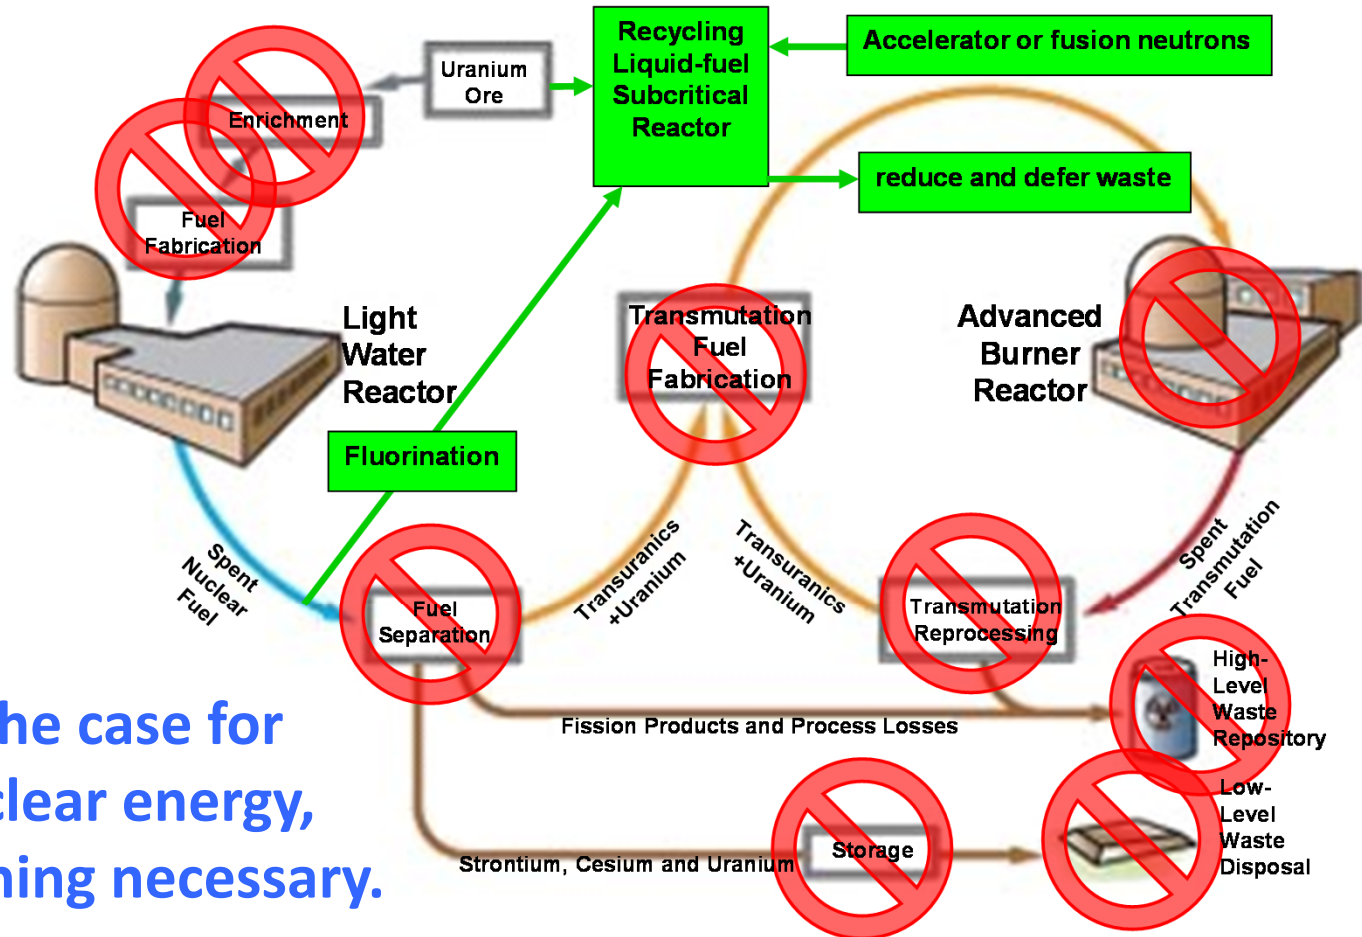 Recycling
Liquid-fuel
Subcritical
Reactor
Accelerator or fusion neutrons
Uranium
Ore
Enrichment
reduce and defer waste
Fuel
Fabrication
Light
Water
Reactor
Transmutation
Fuel
Fabrication
Advanced
Burner
Reactor
Fluorination
Spent
Nuclear
Fuel
Transuranics
+Uranium
Transuranics
+Uranium
Spent
Transmutation
Fuel
Fuel
Separation
Transmutation
Reprocessing
High-
Level
Waste
Repository
Fission Products and Process Losses
he case for
clear energy,
ning necessary.
Low-
Level
Waste
Disposal
Storage
Strontium, Cesium and Uranium